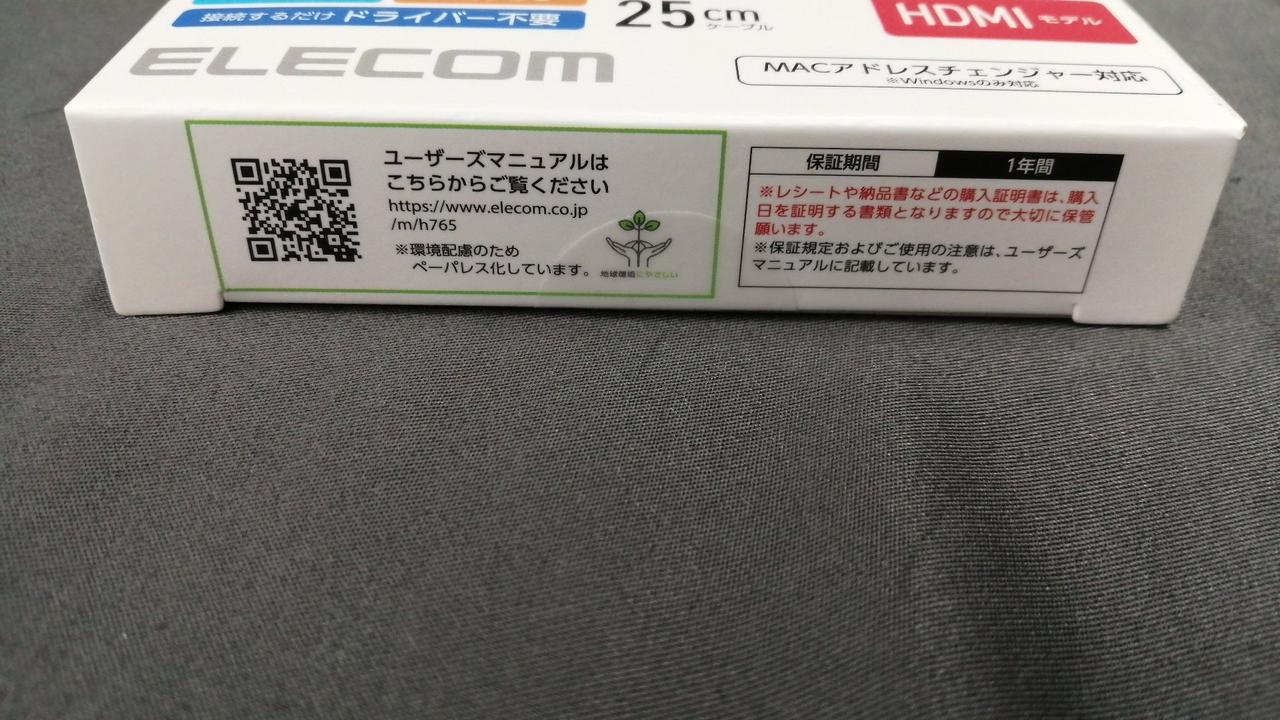 接続するだけ ドライバー不要
25cm
ケーブル
HDMI モデル
ELECOM
MACアドレスチェンジャー対応
※Windowsのみ対応
ユーザーズマニュアルは
こちらからご覧ください
https://www.elecom.co.jp
/m/h765
※環境配慮のため
ペーパレス化しています。
地球環境にやさしい
保証期間 1年間
※レシートや納品書などの購入証明書は、購入
日を証明する書類となりますので大切に保管
願います。
※保証規定およびご使用の注意は、ユーザーズ
マニュアルに記載しています。